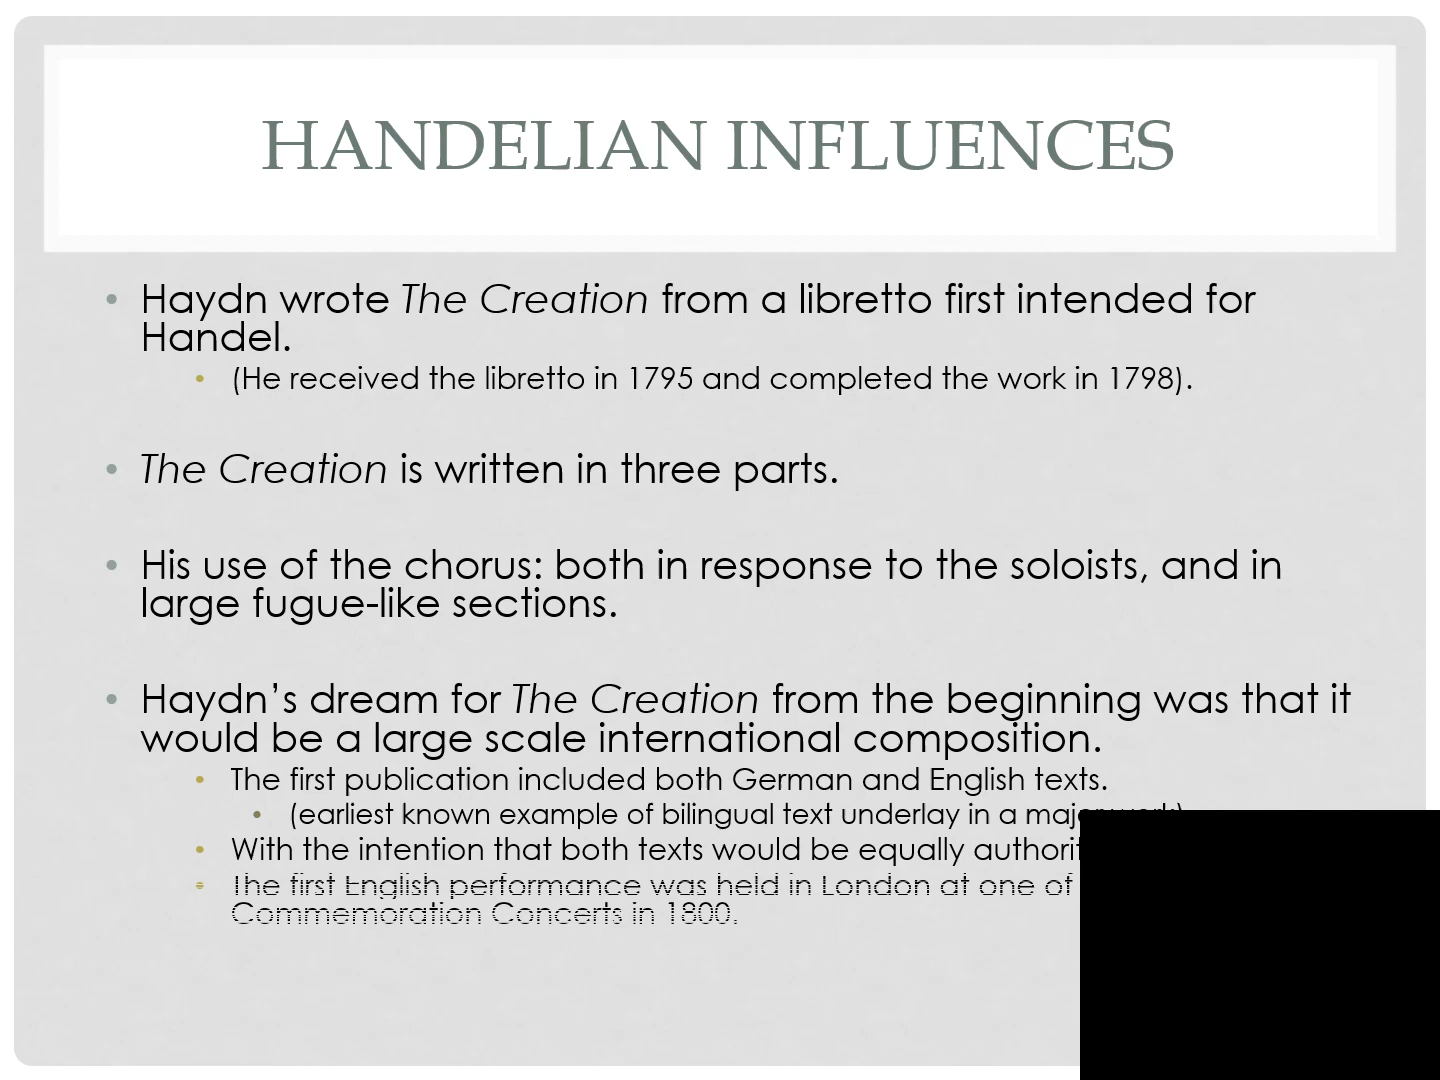 HANDELIAN INFLUENCES
• Haydn wrote The Creation from a libretto first intended for
Handel.
• (He received the libretto in 1795 and completed the work in 1798).
• The Creation is written in three parts.
• His use of the chorus: both in response to the soloists, and in
large fugue-like sections.
• Haydn’s dream for The Creation from the beginning was that it
would be a large scale international composition.
• The first publication included both German and English texts.
• (earliest known example of bilingual text underlay in a major work)
• With the intention that both texts would be equally
• The first English performance was held in London at one of
Commemoration Concerts in 1800.